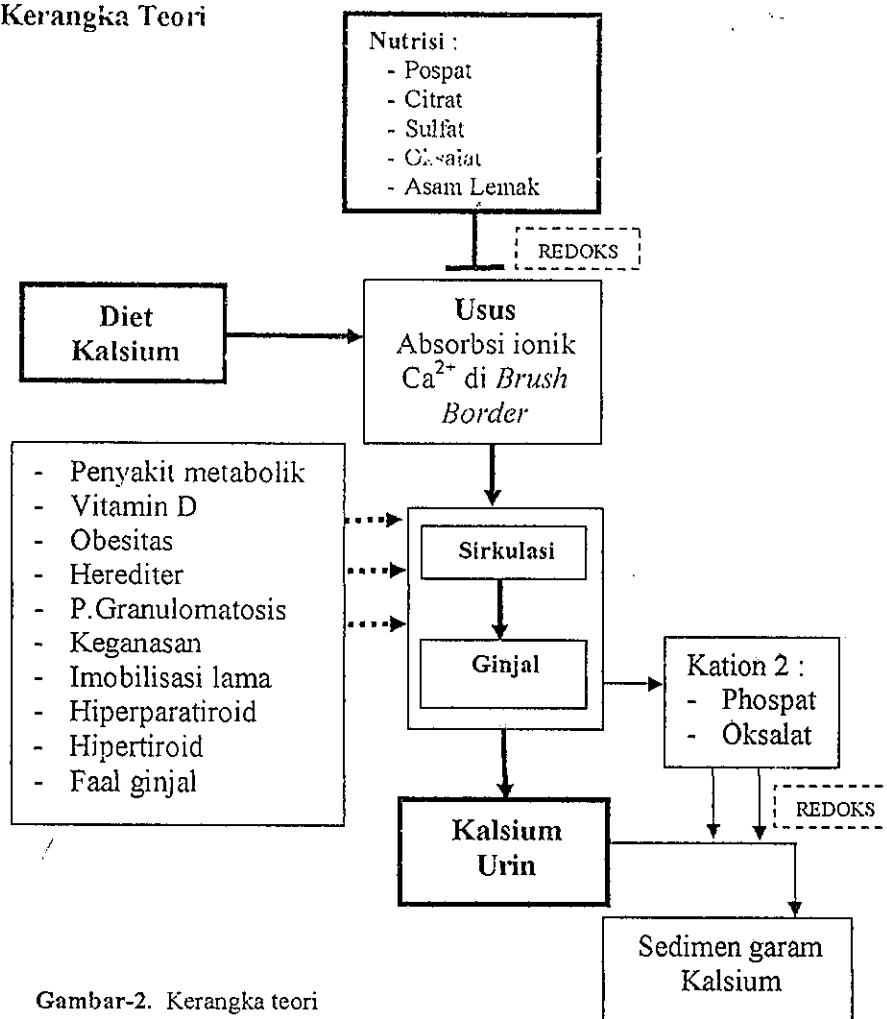 Kerangka Teori
Nutrisi :
- Pospat
- Citrat
- Sulfat
- Oksalat
- Asam Lemak
REDOKS
Diet
Kalsium
Usus
Absorbsi ionik
Ca²⁺ di Brush
Border
- Penyakit metabolik
- Vitamin D
- Obesitas
- Herediter
- P.Granulomatosis
- Keganasan
- Imobilisasi lama
- Hiperparatiroid
- Hipertiroid
- Faal ginjal
Sirkulasi
Ginjal
Kation 2 :
- Phospat
- Oksalat
REDOKS
Kalsium
Urin
Sedimen garam
Kalsium
Gambar-2. Kerangka teori